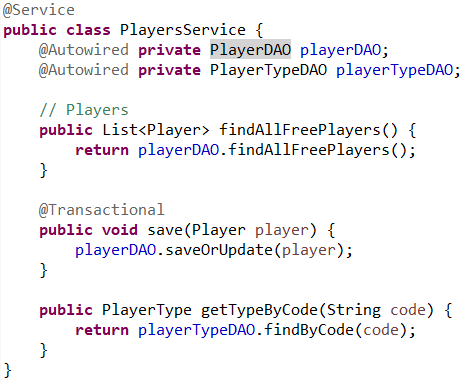 @Service
public class PlayersService {
    @Autowired private PlayerDAO playerDAO;
    @Autowired private PlayerTypeDAO playerTypeDAO;

    // Players
    public List<Player> findAllFreePlayers() {
        return playerDAO.findAllFreePlayers();
    }

    @Transactional
    public void save(Player player) {
        playerDAO.saveOrUpdate(player);
    }

    public PlayerType getTypeByCode(String code) {
        return playerTypeDAO.findByCode(code);
    }
}